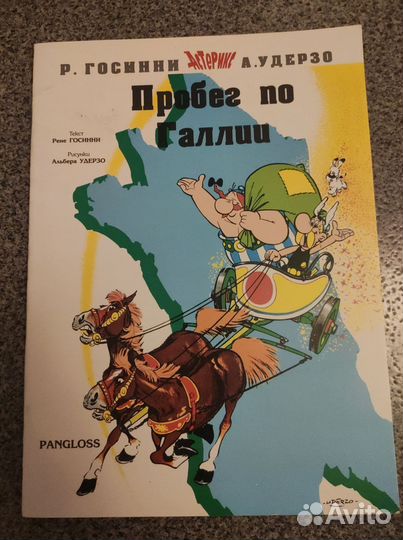 Р. ГОСИННИ АСТЕРИКС А. УДЕРЗО
Пробег по
Галлии
Текст
Рене ГОСИННИ
Рисунки
Альбера УДЕРЗО
PANGLOSS
-UDERZO-
Avito